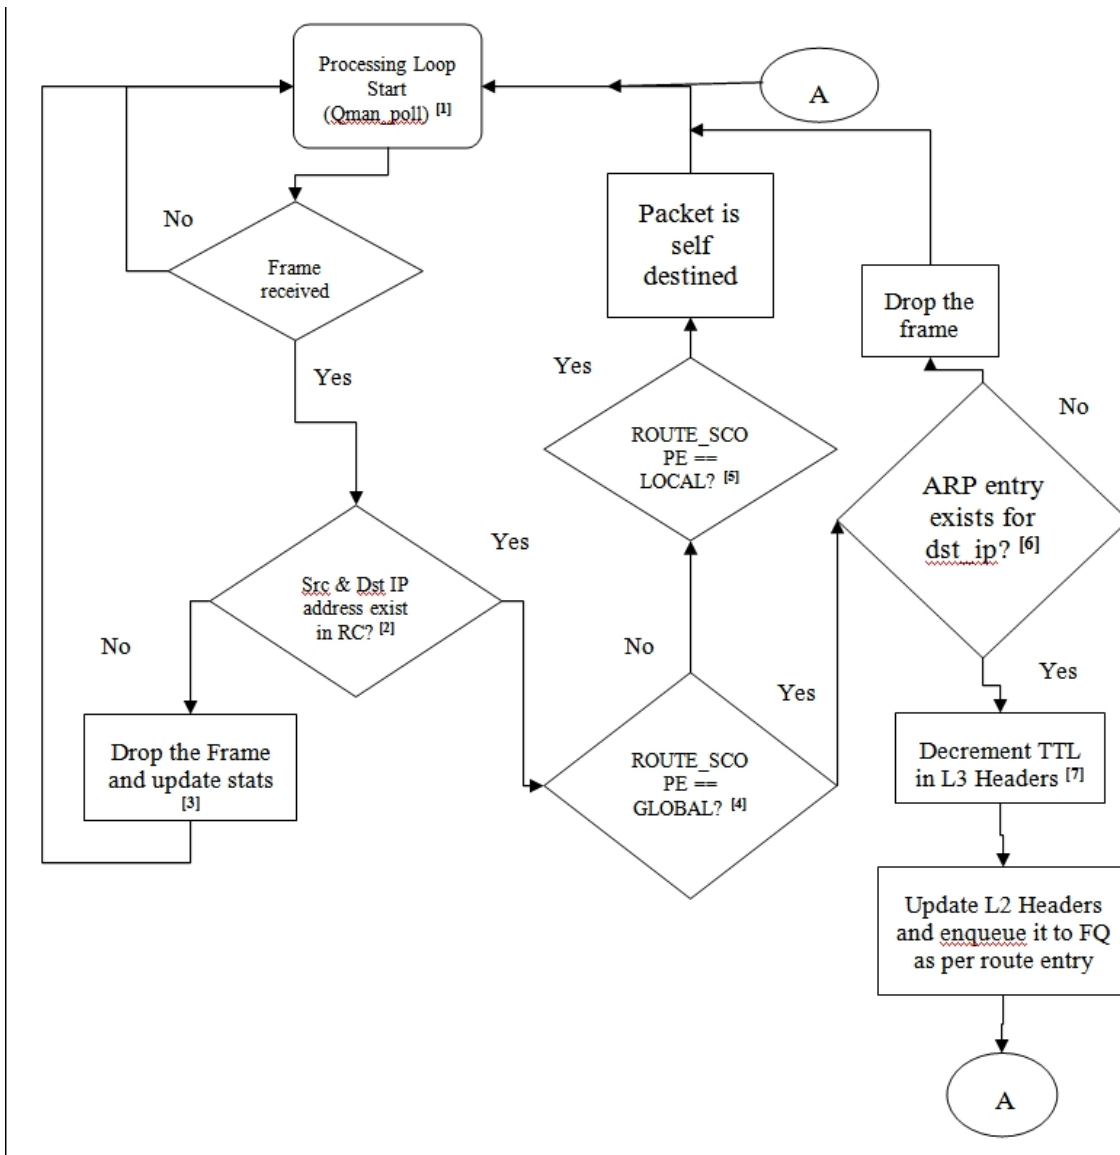 Processing Loop
Start
(Qman_poll) [1]
A
No
Frame
received
Yes
Packet is
self
destined
Drop the
frame
Yes
No
ROUTE_SCO
PE ==
LOCAL? [5]
ARP entry
exists for
dst_ip? [6]
Yes
Src & Dst IP
address exist
in RC? [2]
No
No
Yes
Yes
Drop the Frame
and update stats
[3]
ROUTE_SCO
PE ==
GLOBAL? [4]
Decrement TTL
in L3 Headers [7]
Update L2 Headers
and enqueue it to FQ
as per route entry
A